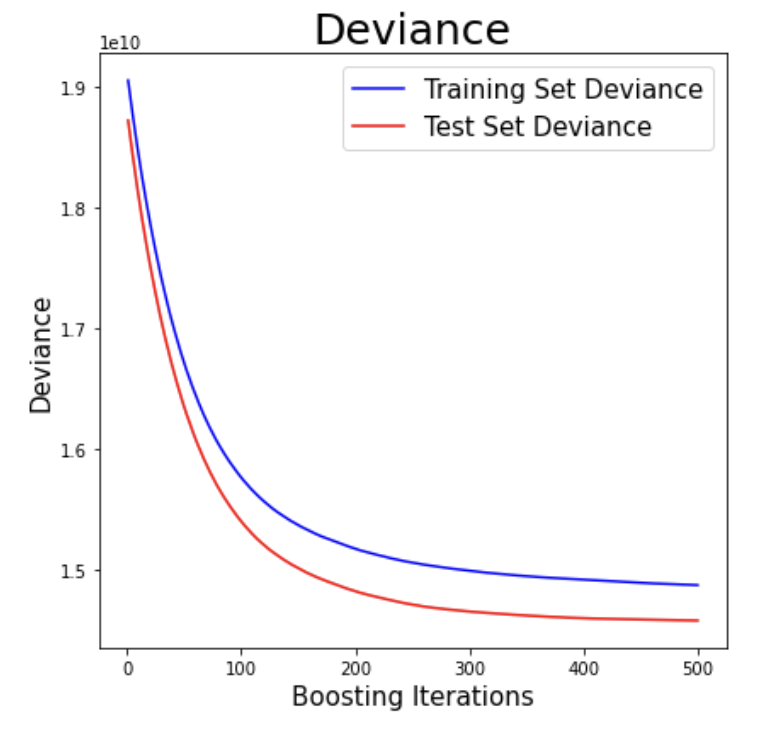 Deviance
1e10
Training Set Deviance
Test Set Deviance
1.9
1.8
1.7
1.6
1.5
Deviance
0 100 200 300 400 500
Boosting Iterations